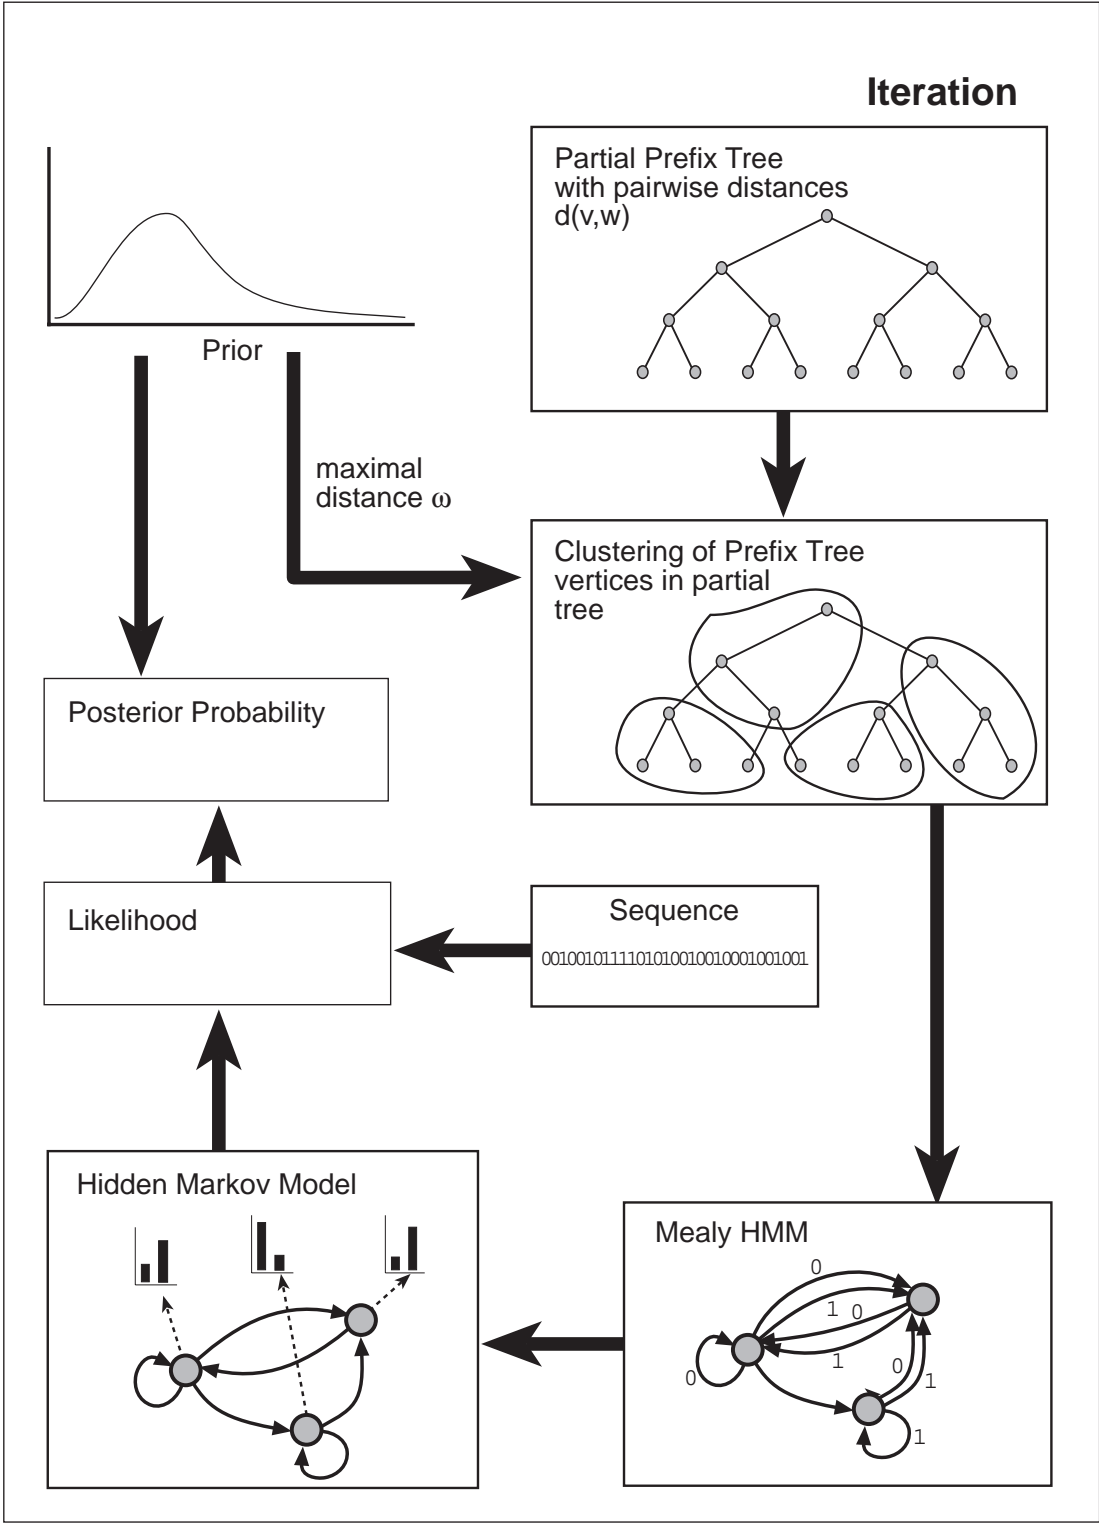 Iteration
Partial Prefix Tree
with pairwise distances
d(v,w)
Prior
maximal
distance ω
Clustering of Prefix Tree
vertices in partial
tree
Posterior Probability
Likelihood
Sequence
0010010111101010010010001001001
Hidden Markov Model
Mealy HMM
0
1 0
1
0
0
1
1